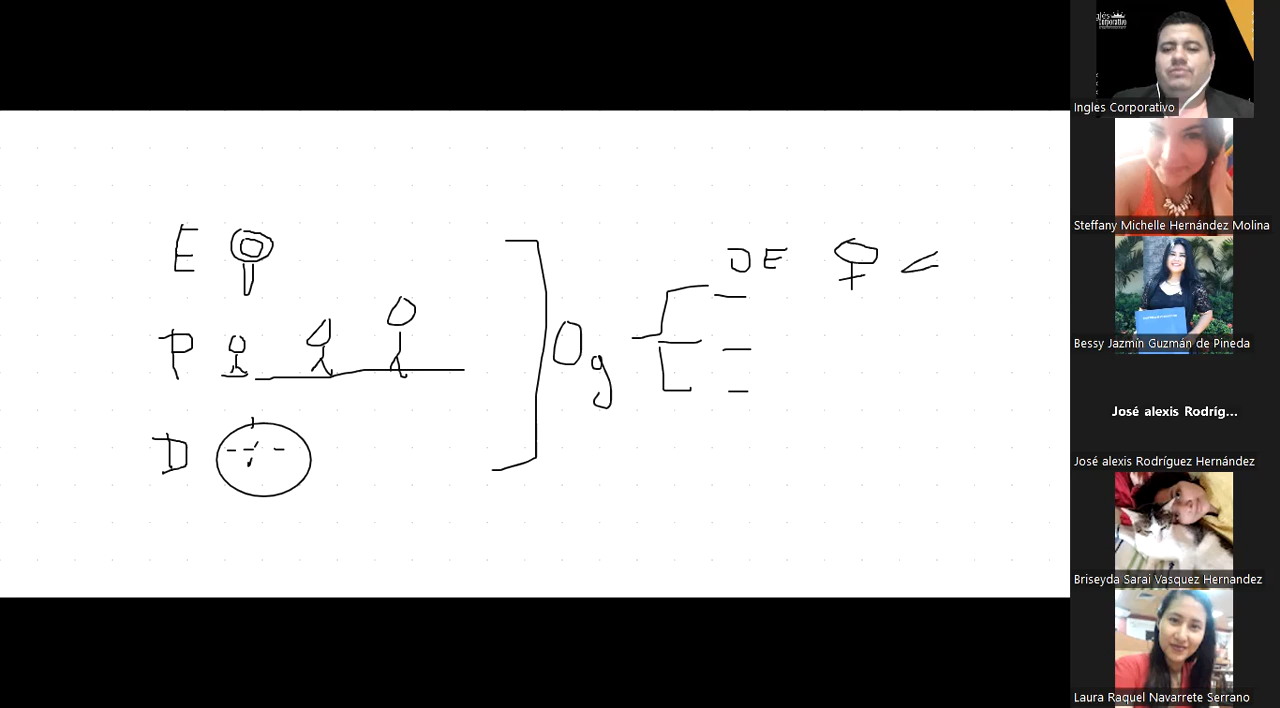 Ingles Corporativo
Steffany Michelle Hernández Molina
Bessy Jazmín Guzmán de Pineda
José alexis Rodríg...
José alexis Rodríguez Hernández
Briseyda Sarai Vasquez Hernandez
Laura Raquel Navarrete Serrano
E
P
D
Og
DE